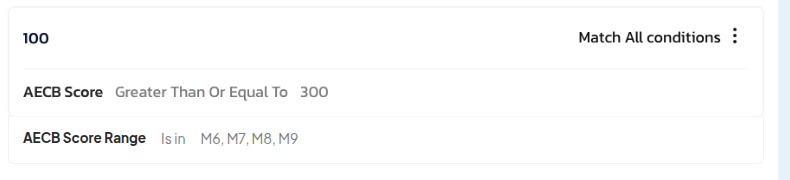 100 Match All conditions
AECB Score Greater Than Or Equal To 300
AECB Score Range Is in M6, M7, M8, M9